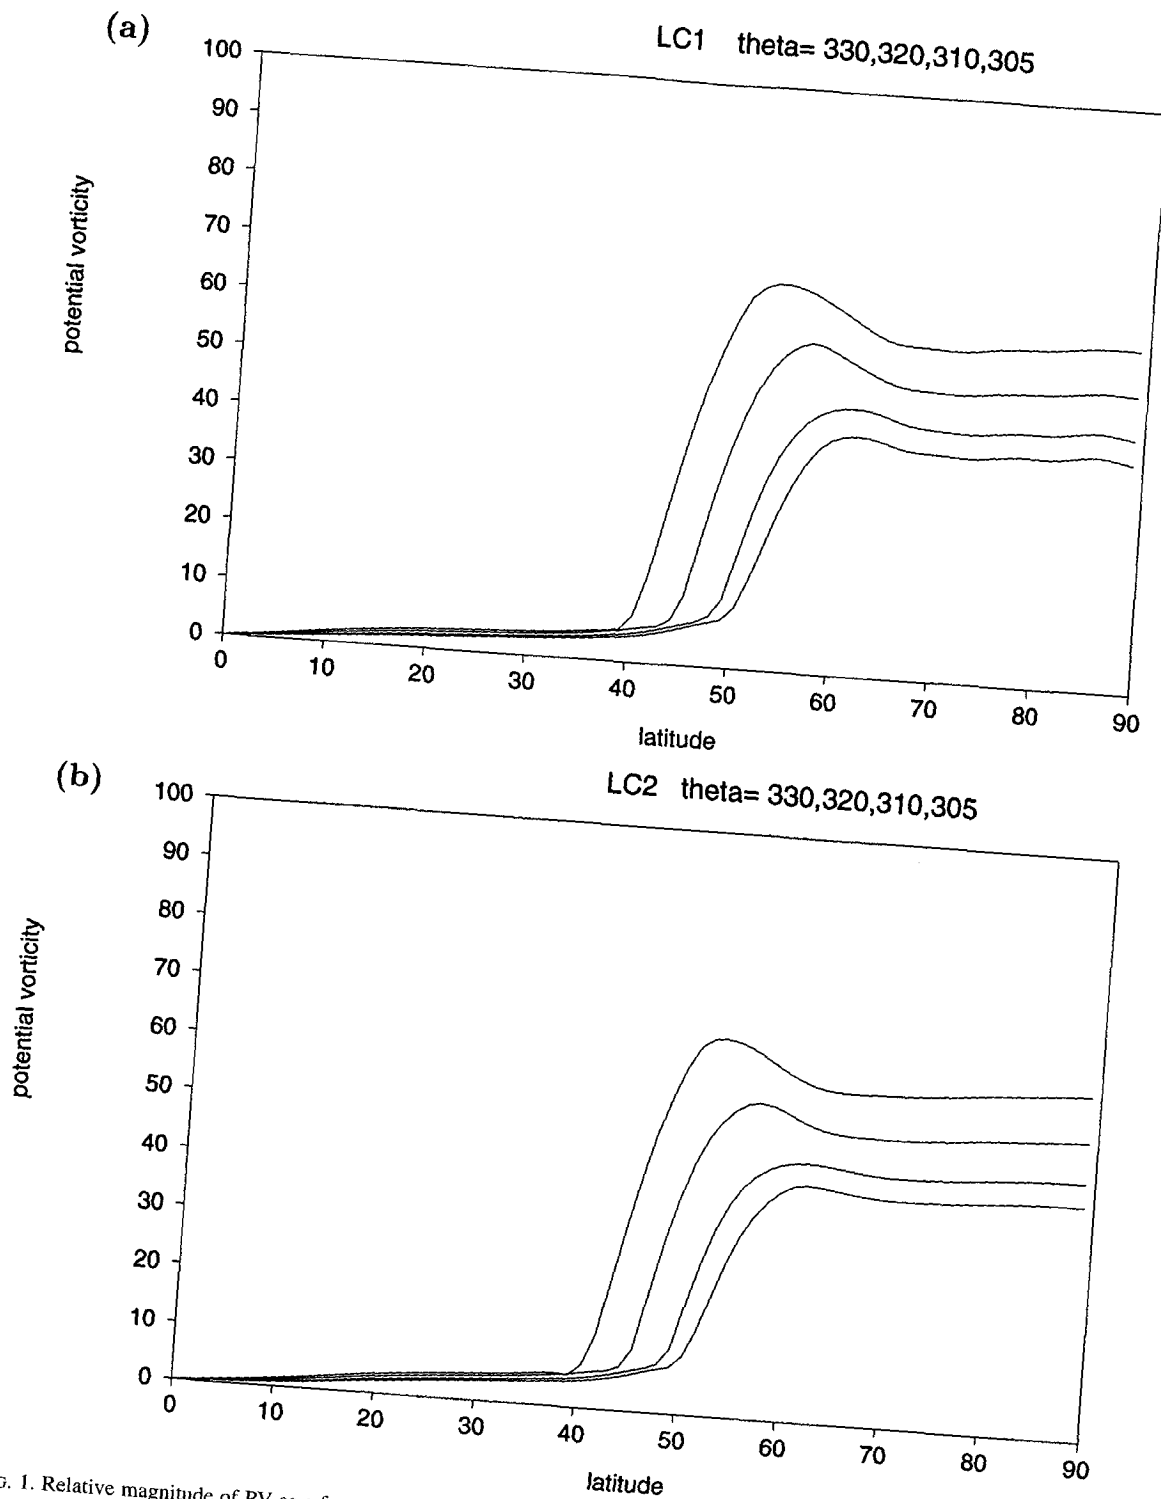 (a)
LC1 theta= 330,320,310,305
100
90
80
70
60
50
40
30
20
10
0
potential vorticity
0 10 20 30 40 50 60 70 80 90
latitude
(b)
LC2 theta= 330,320,310,305
100
90
80
70
60
50
40
30
20
10
0
potential vorticity
0 10 20 30 40 50 60 70 80 90
latitude
G. 1. Relative magnitude of PV